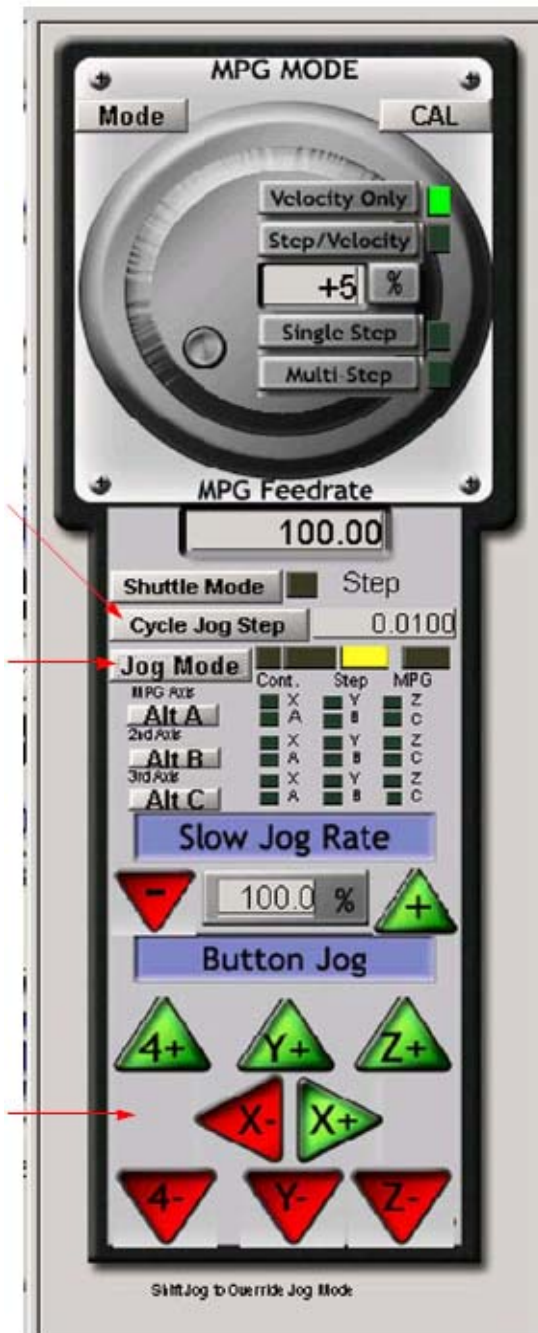 MPG MODE
Mode CAL
Velocity Only
Step/Velocity
+5 %
Single Step
Multi-Step
MPG Feedrate
100.00
Shuttle Mode Step
Cycle Jog Step 0.0100
Jog Mode
Cont. Step MPG
MPG Axis
X Y Z
Alt A A B C
2nd Axis
X Y Z
Alt B A B C
3rd Axis
X Y Z
Alt C A B C
Slow Jog Rate
- 100.0 % +
Button Jog
4+ Y+ Z+
X- X+
4- Y- Z-
Shift Jog to Override Jog Mode